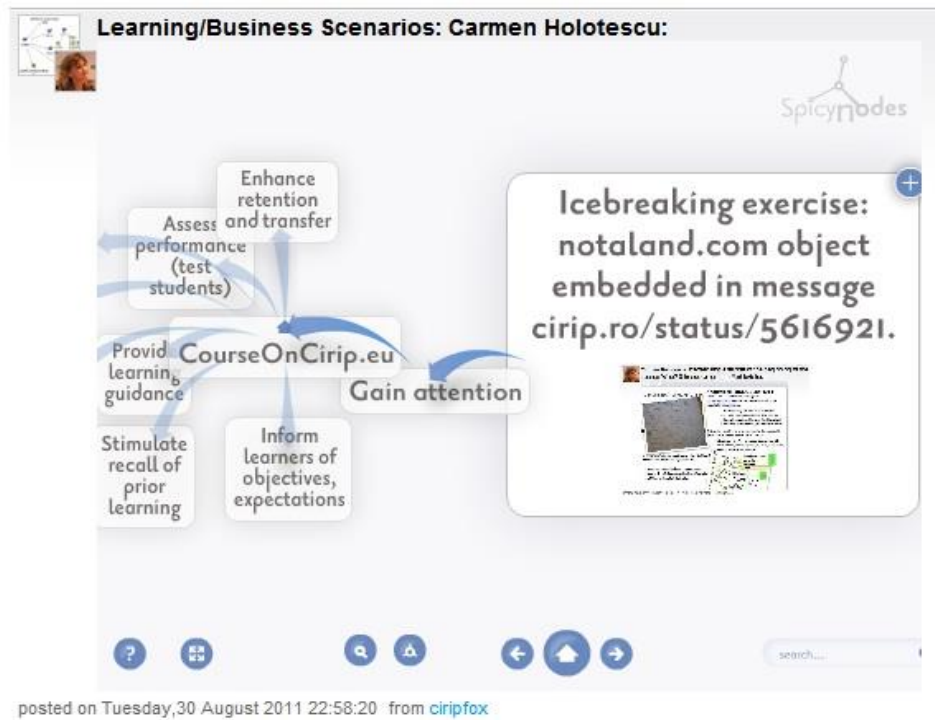 Learning/Business Scenarios: Carmen Holotescu:
Spicynodes
Enhance
retention
and transfer
Assess
performance
(test
students)
Provid
learning
guidance
CourseOnCirip.eu
Gain attention
Stimulate
recall of
prior
learning
Inform
learners of
objectives,
expectations
Icebreaking exercise:
notaland.com object
embedded in message
cirip.ro/status/5616921.
?
search....
posted on Tuesday,30 August 2011 22:58:20 from ciripfox